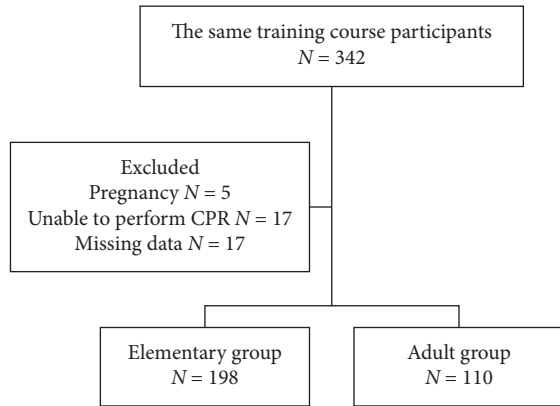 The same training course participants
N = 342
Excluded
Pregnancy N = 5
Unable to perform CPR N = 17
Missing data N = 17
Elementary group
N = 198
Adult group
N = 110